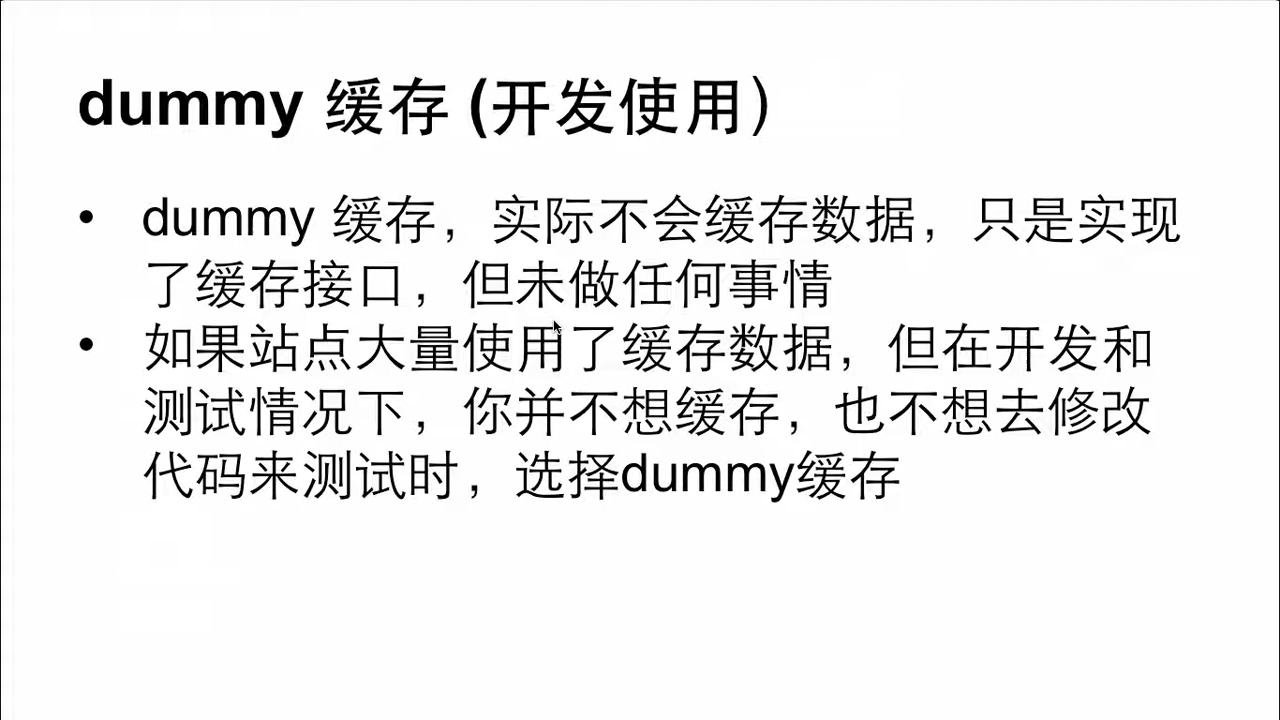 dummy 缓存 (开发使用）
• dummy 缓存，实际不会缓存数据，只是实现
了缓存接口，但未做任何事情
• 如果站点大量使用了缓存数据，但在开发和
测试情况下，你并不想缓存，也不想去修改
代码来测试时，选择dummy缓存